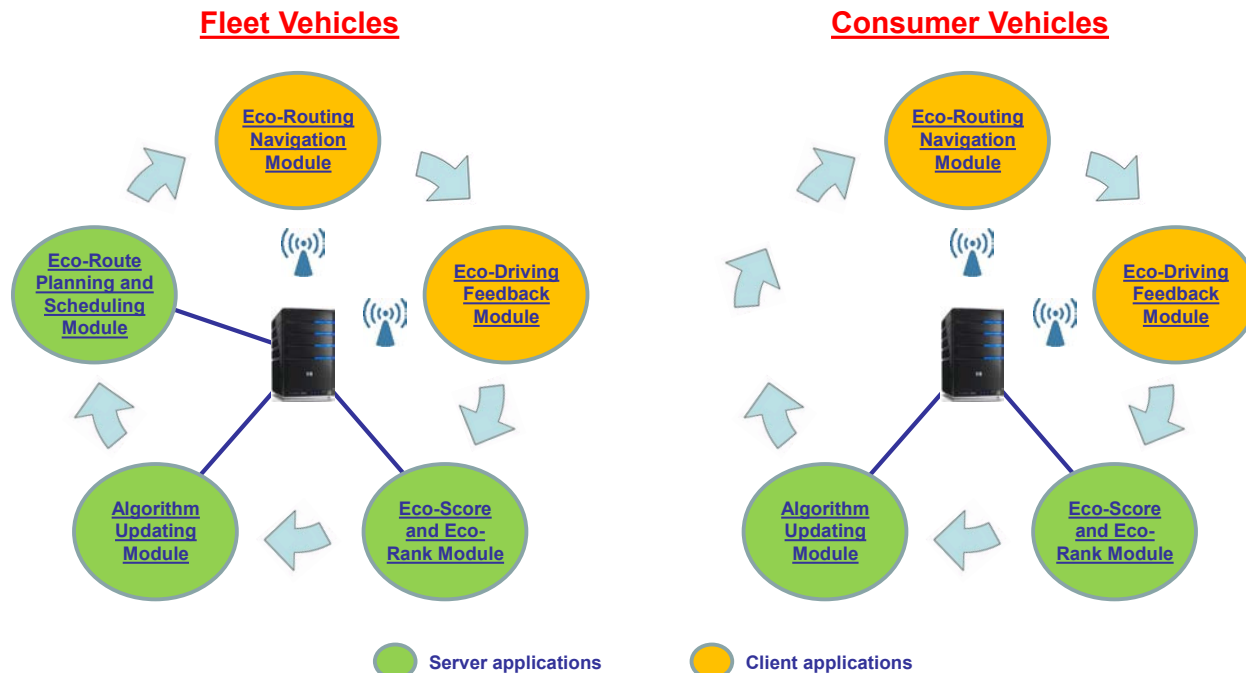 Fleet Vehicles
Eco-Routing
Navigation
Module
Eco-Route
Planning and
Scheduling
Module
Eco-Driving
Feedback
Module
Algorithm
Updating
Module
Eco-Score
and Eco-
Rank Module
Consumer Vehicles
Eco-Routing
Navigation
Module
Eco-Driving
Feedback
Module
Algorithm
Updating
Module
Eco-Score
and Eco-
Rank Module
Server applications
Client applications